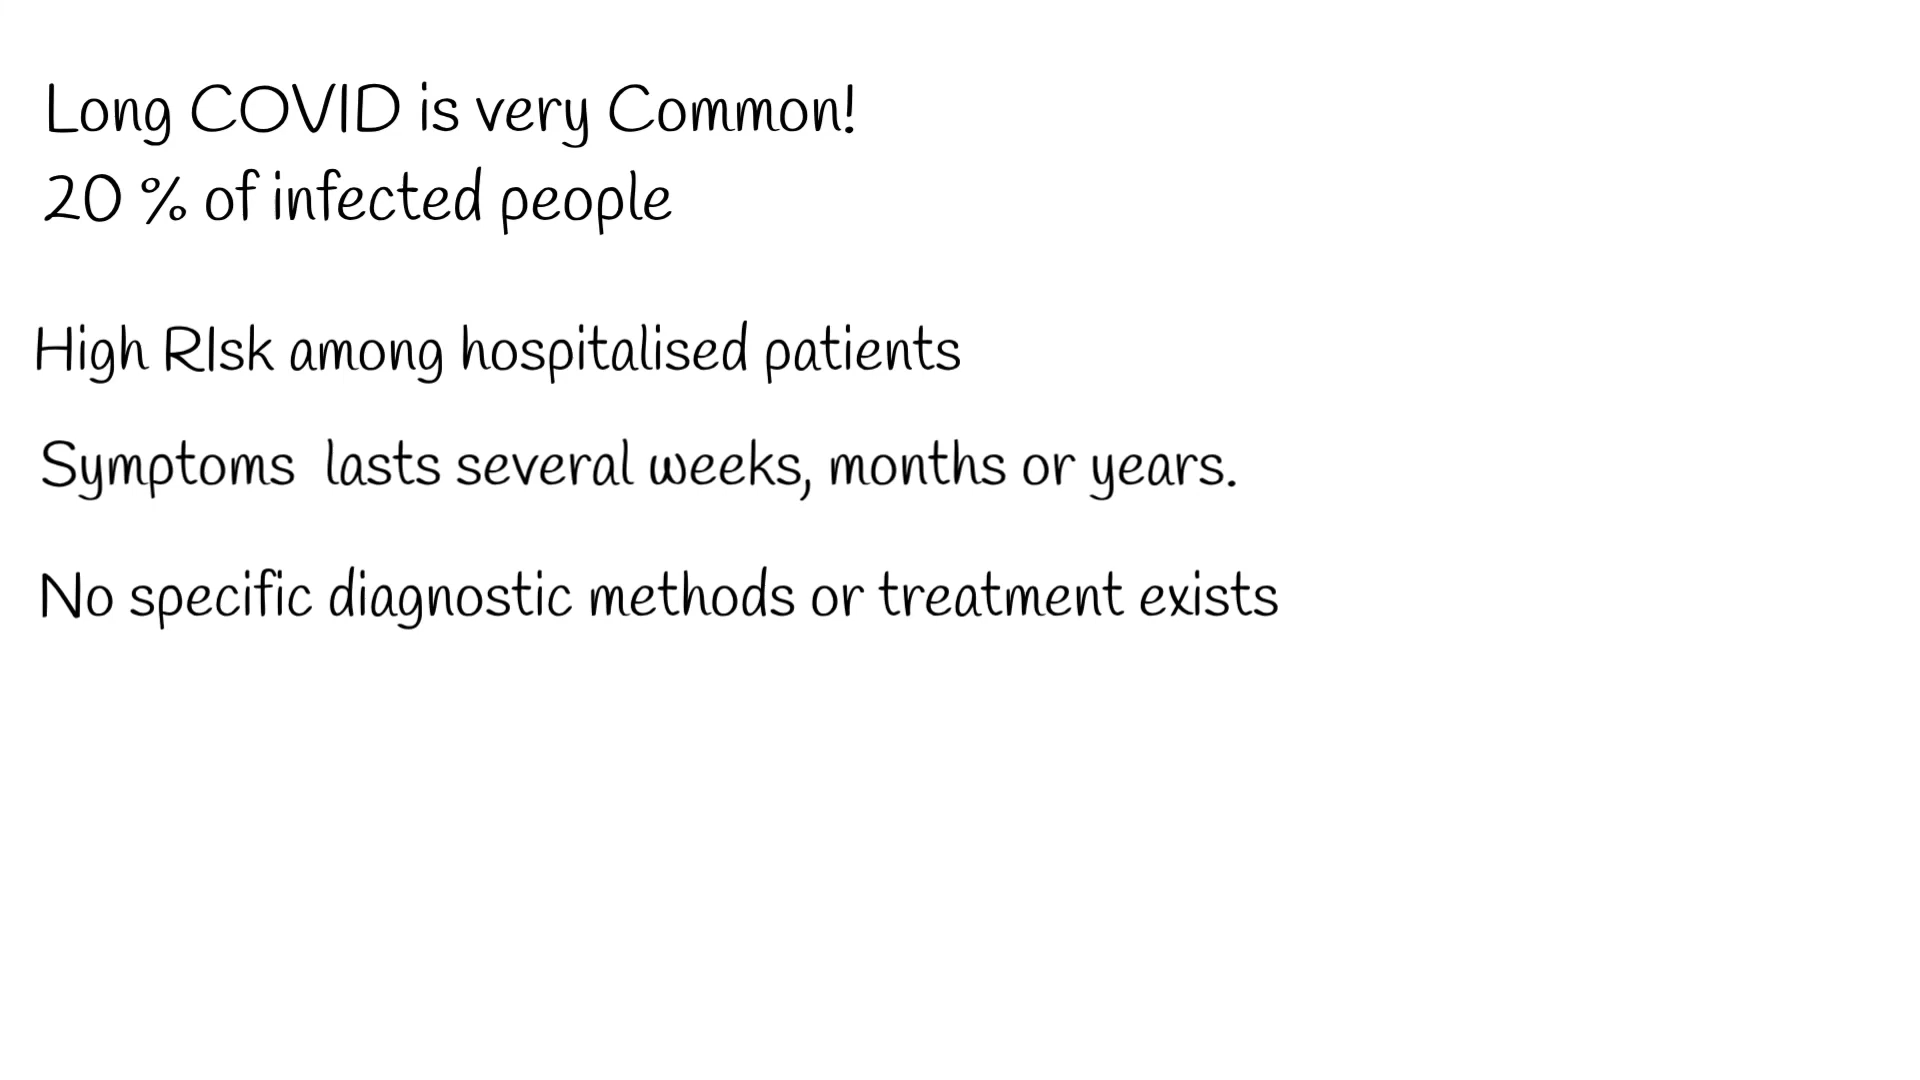 Long COVID is very Common!
20 % of infected people
High RIsk among hospitalised patients
Symptoms lasts several weeks, months or years.
No specific diagnostic methods or treatment exists